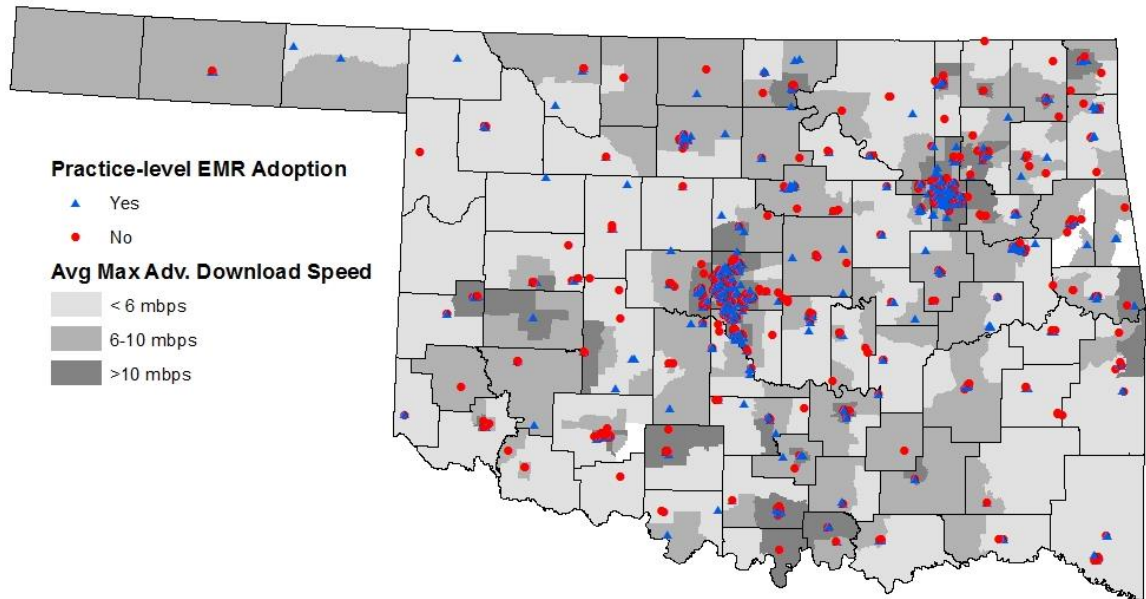 Practice-level EMR Adoption
Yes
No
Avg Max Adv. Download Speed
< 6 mbps
6-10 mbps
>10 mbps